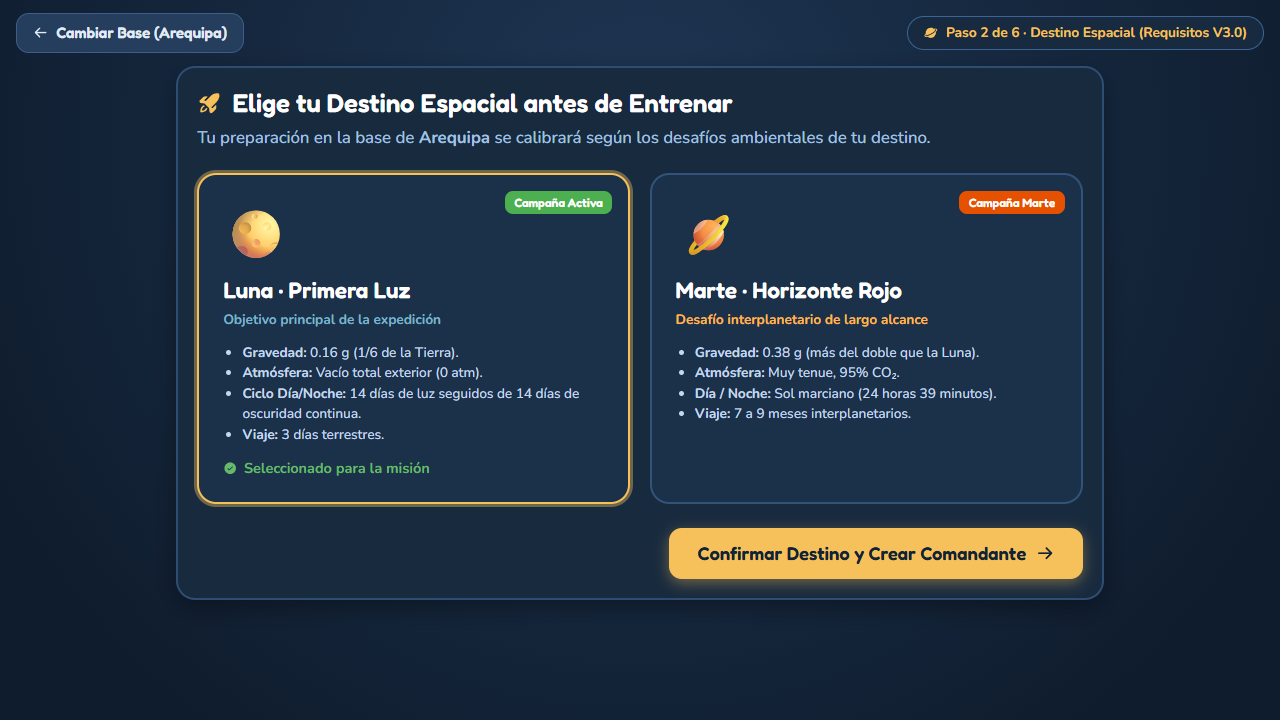 ← Cambiar Base (Arequipa)
Paso 2 de 6 · Destino Espacial (Requisitos V3.0)
Elige tu Destino Espacial antes de Entrenar
Tu preparación en la base de Arequipa se calibrará según los desafíos ambientales de tu destino.
Campaña Activa
Luna · Primera Luz
Objetivo principal de la expedición
• Gravedad: 0.16 g (1/6 de la Tierra).
• Atmósfera: Vacío total exterior (0 atm).
• Ciclo Día/Noche: 14 días de luz seguidos de 14 días de
oscuridad continua.
• Viaje: 3 días terrestres.
Seleccionado para la misión
Campaña Marte
Marte · Horizonte Rojo
Desafío interplanetario de largo alcance
• Gravedad: 0.38 g (más del doble que la Luna).
• Atmósfera: Muy tenue, 95% CO₂.
• Día / Noche: Sol marciano (24 horas 39 minutos).
• Viaje: 7 a 9 meses interplanetarios.
Confirmar Destino y Crear Comandante →